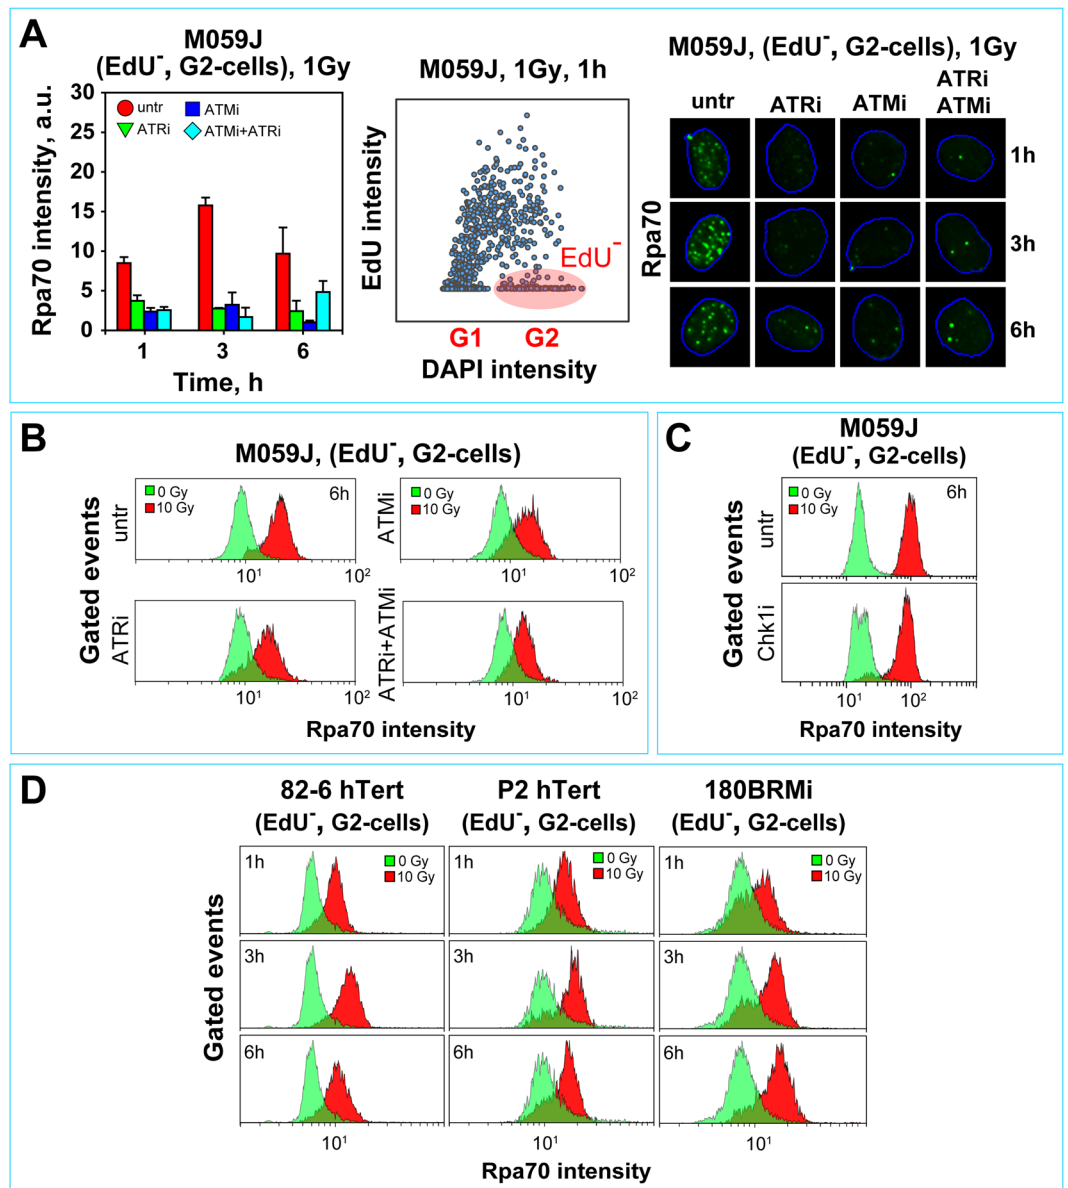 A
M059J
(EdU⁻, G2-cells), 1Gy
Rpa70 intensity, a.u.
30
25
20
15
10
5
0
untr
ATMi
ATRi
ATMi+ATRi
1
3
6
Time, h
M059J, 1Gy, 1h
EdU intensity
EdU⁻
G1
G2
DAPI intensity
M059J, (EdU⁻, G2-cells), 1Gy
untr
ATRi
ATMi
ATRi
ATMi
Rpa70
1h
3h
6h
B
M059J, (EdU⁻, G2-cells)
Gated events
untr
0 Gy
10 Gy
6h
10¹
10²
ATMi
0 Gy
10 Gy
10¹
10²
ATRi
10¹
10²
ATRi+ATMi
10¹
10²
Rpa70 intensity
C
M059J
(EdU⁻, G2-cells)
Gated events
untr
0 Gy
10 Gy
6h
10¹
10²
Chk1i
10¹
10²
Rpa70 intensity
D
82-6 hTert
(EdU⁻, G2-cells)
P2 hTert
(EdU⁻, G2-cells)
180BRMi
(EdU⁻, G2-cells)
Gated events
1h
0 Gy
10 Gy
1h
0 Gy
10 Gy
1h
0 Gy
10 Gy
3h
3h
3h
6h
6h
6h
10¹
10¹
10¹
Rpa70 intensity